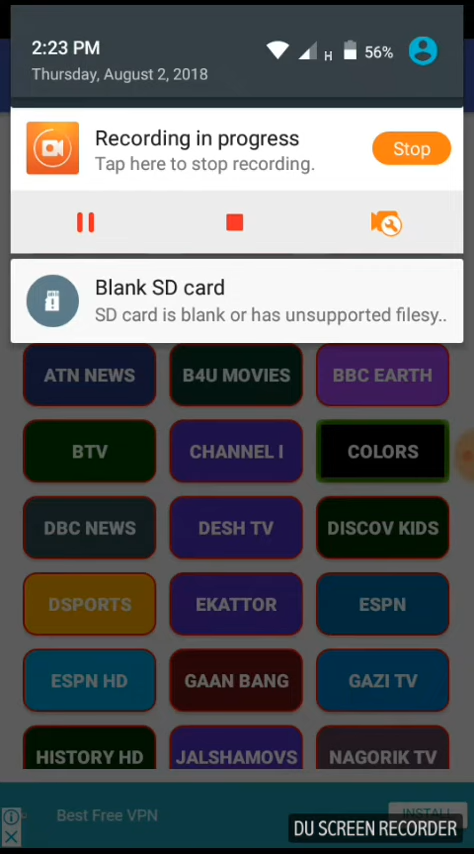 2:23 PM
H
56%
Thursday, August 2, 2018
Recording in progress
Stop
Tap here to stop recording.
Blank SD card
SD card is blank or has unsupported filesy..
ATN NEWS
B4U MOVIES
BBC EARTH
BTV
CHANNEL I
COLORS
DBC NEWS
DESH TV
DISCOV KIDS
DSPORTS
EKATTOR
ESPN
ESPN HD
GAAN BANG
GAZI TV
HISTORY HD
JALSHAMOVS
NAGORIK TV
Best Free VPN
INSTALL
DU SCREEN RECORDER